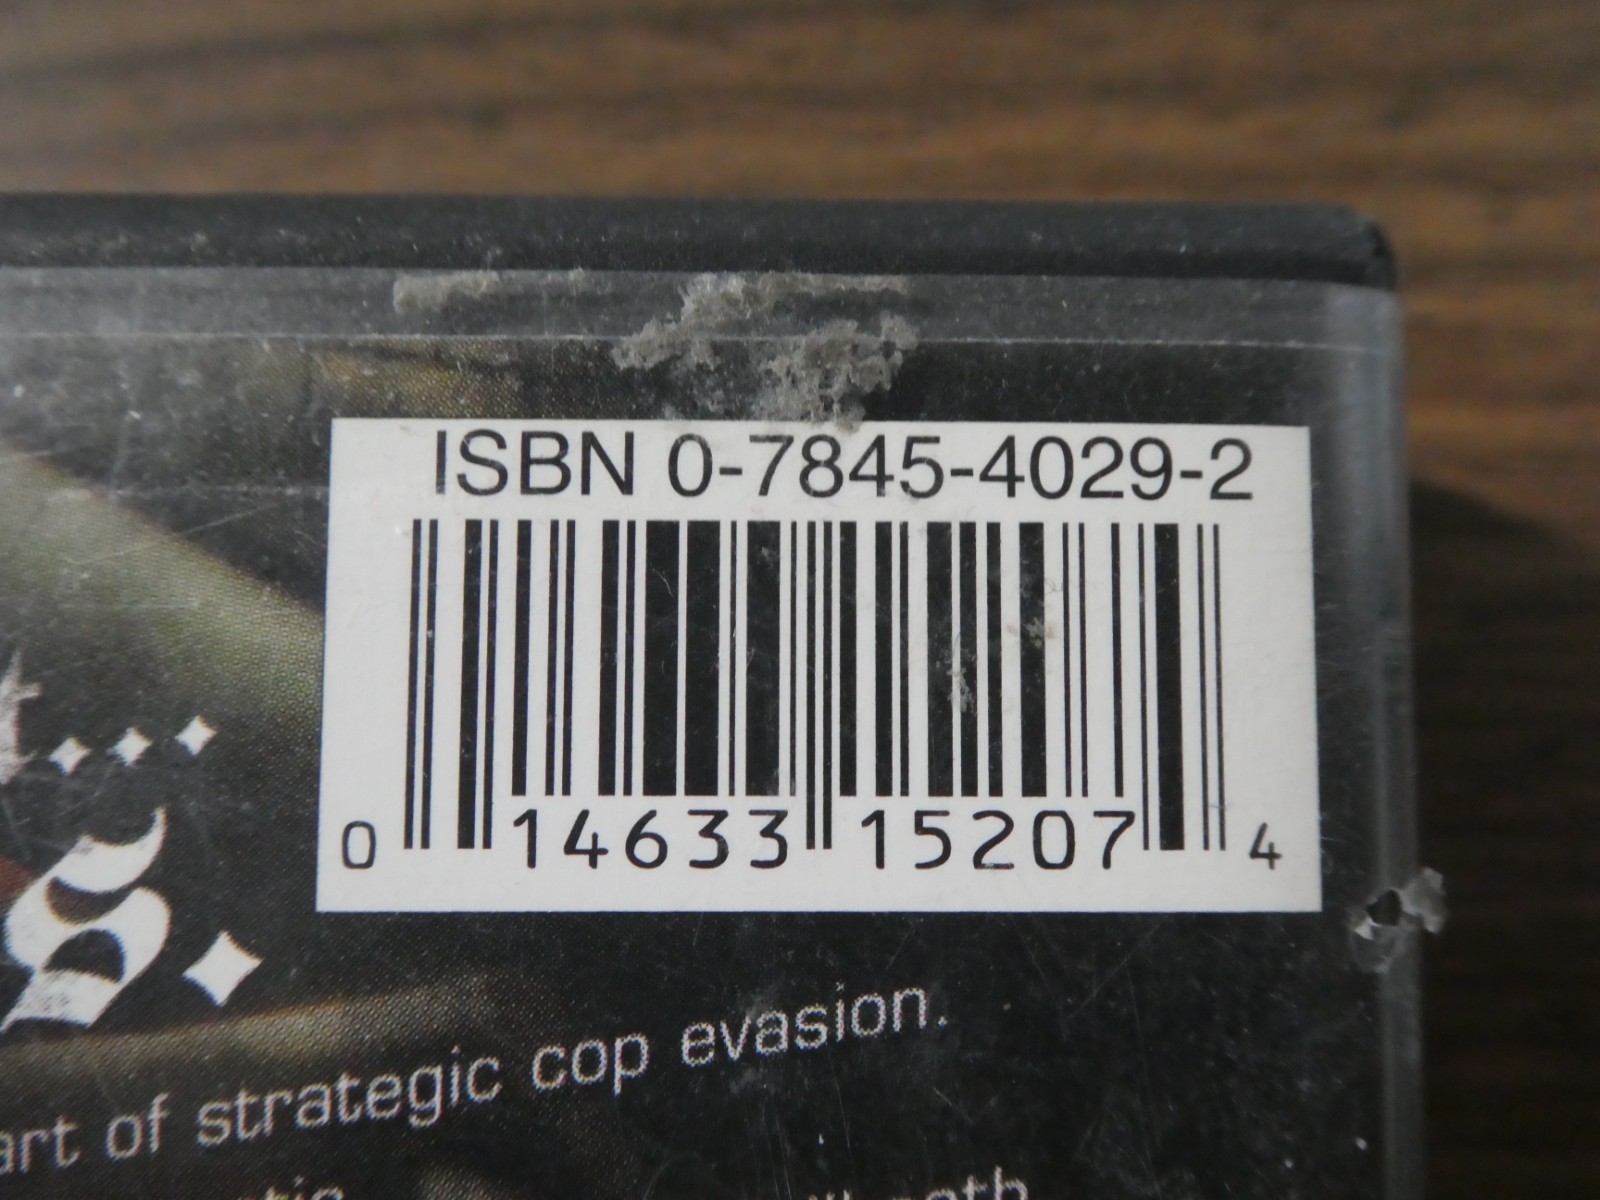 ISBN 0-7845-4029-2
0 14633 15207 4
t...
s.
art of strategic cop evasion.